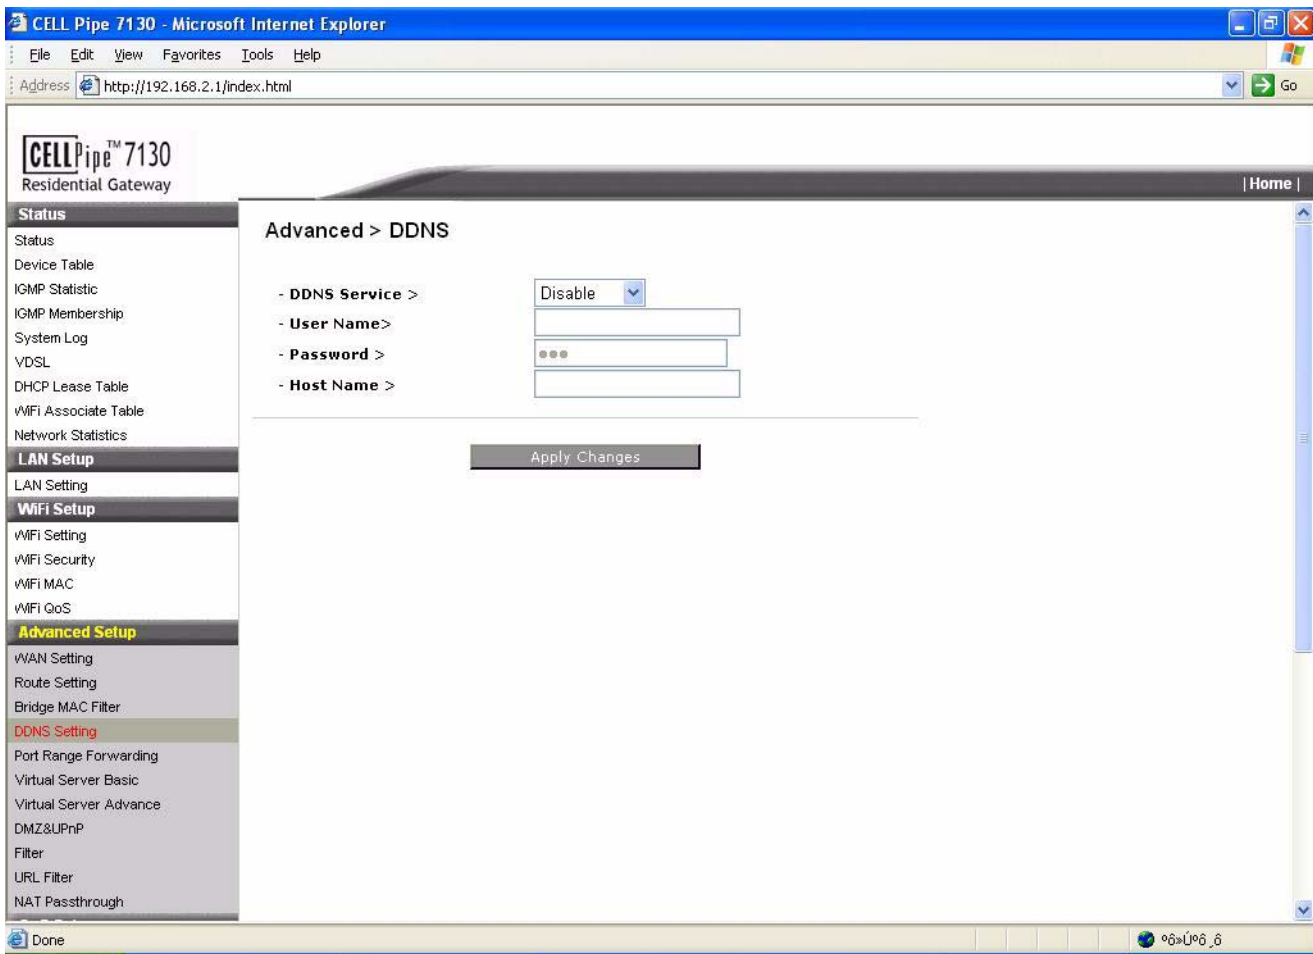 CELL Pipe 7130 - Microsoft Internet Explorer
File Edit View Favorites Tools Help
Address http://192.168.2.1/index.html Go
CELLPipe™ 7130
Residential Gateway
| Home |
Status
Status
Device Table
IGMP Statistic
IGMP Membership
System Log
VDSL
DHCP Lease Table
WiFi Associate Table
Network Statistics
LAN Setup
LAN Setting
WiFi Setup
WiFi Setting
WiFi Security
WiFi MAC
WiFi QoS
Advanced Setup
WAN Setting
Route Setting
Bridge MAC Filter
DDNS Setting
Port Range Forwarding
Virtual Server Basic
Virtual Server Advance
DMZ&UPnP
Filter
URL Filter
NAT Passthrough
Advanced > DDNS
- DDNS Service > Disable
- User Name>
- Password > ●●●
- Host Name >
Apply Changes
Done ºô»Úºô¸ô